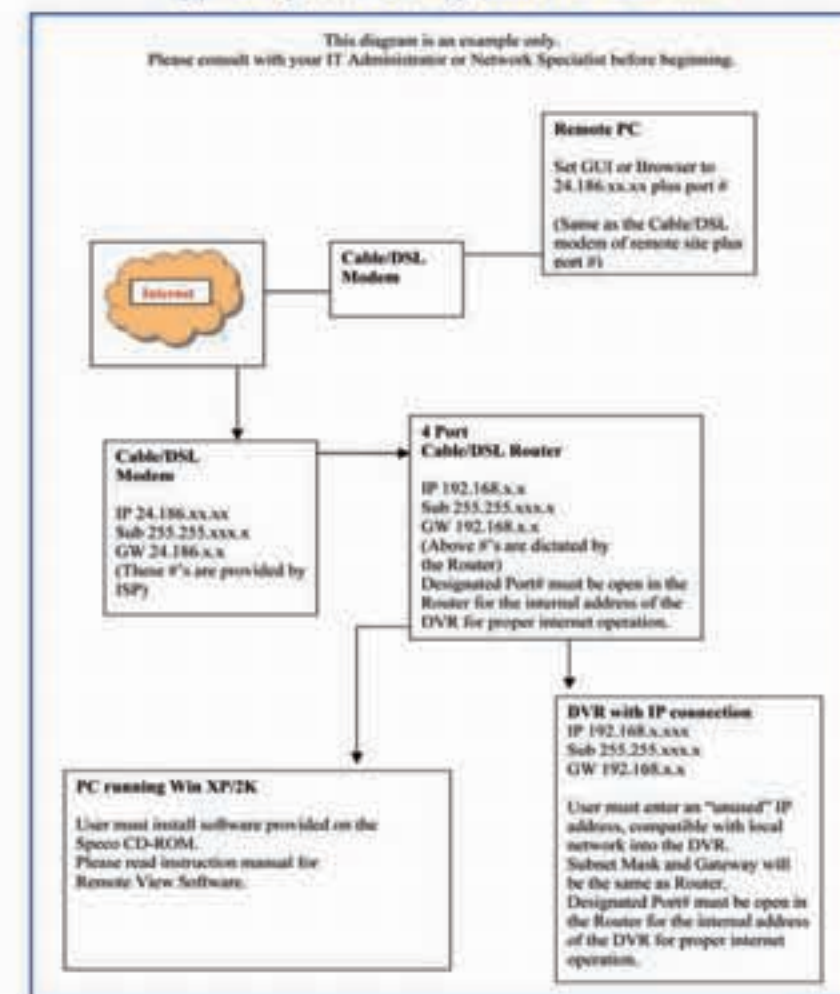 This diagram is an example only.
Please consult with your IT Administrator or Network Specialist before beginning.
Remote PC
Set GUI or Browser to
24.186.xx.xx plus port #
(Same as the Cable/DSL
modem of remote site plus
port #)
Cable/DSL
Modem
Internet
4 Port
Cable/DSL Router
IP 192.168.x.x
Sub 255.255.xxx.x
GW 192.168.x.x
(Above #'s are dictated by
the Router)
Designated Port# must be open in the
Router for the internal address of the
DVR for proper internet operation.
Cable/DSL
Modem
IP 24.186.xx.xx
Sub 255.255.xxx.x
GW 24.186.x.x
(These #'s are provided by
ISP)
DVR with IP connection
IP 192.168.x.xxx
Sub 255.255.xxx.x
GW 192.168.x.x
User must enter an "unused" IP
address, compatible with local
network into the DVR.
Subnet Mask and Gateway will
be the same as Router.
Designated Port# must be open in
the Router for the internal address
of the DVR for proper internet
operation.
PC running Win XP/2K
User must install software provided on the
Speco CD-ROM.
Please read instruction manual for
Remote View Software.